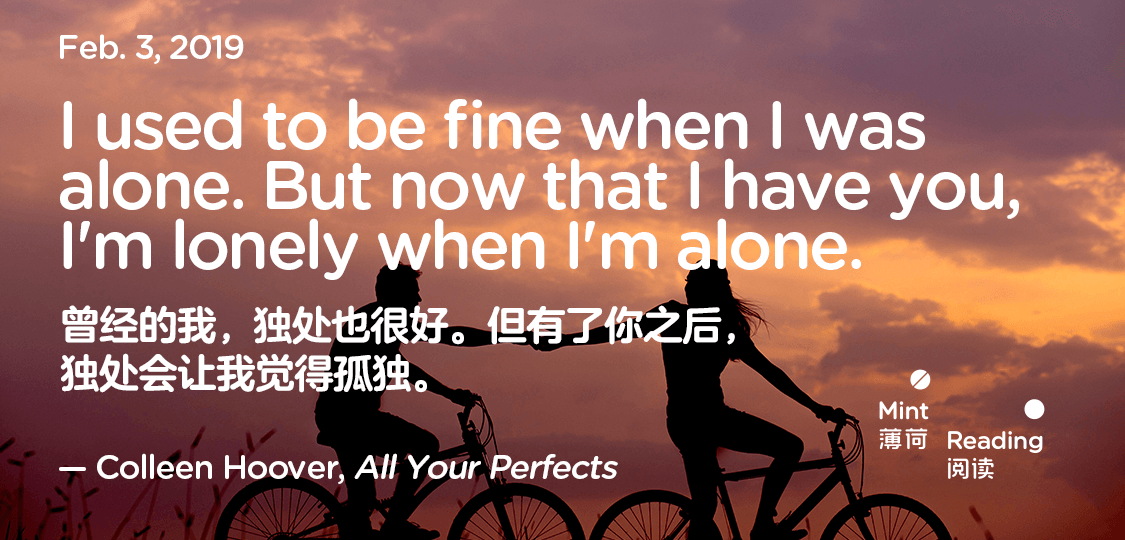 Feb. 3, 2019
I used to be fine when I was
alone. But now that I have you,
I'm lonely when I'm alone.
曾经的我，独处也很好。但有了你之后，
独处会让我觉得孤独。
— Colleen Hoover, All Your Perfects
Mint
薄荷
Reading
阅读